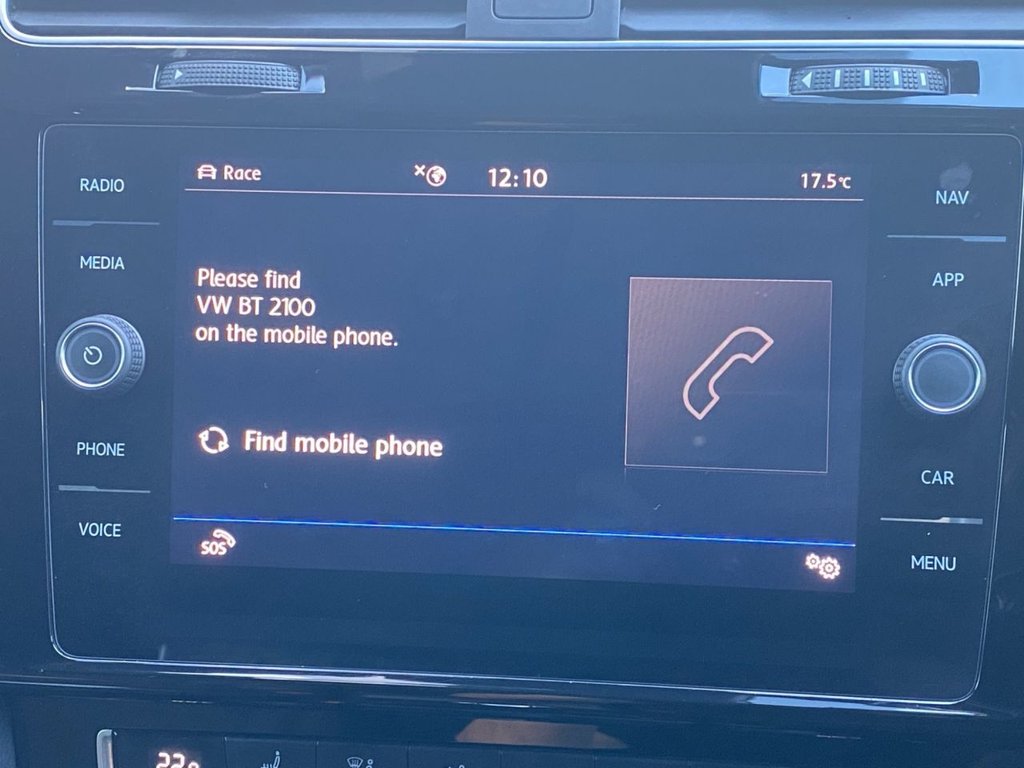 RADIO
MEDIA
PHONE
VOICE
Race
12:10
17.5°C
Please find
VW BT 2100
on the mobile phone.
Find mobile phone
SOS
NAV
APP
CAR
MENU